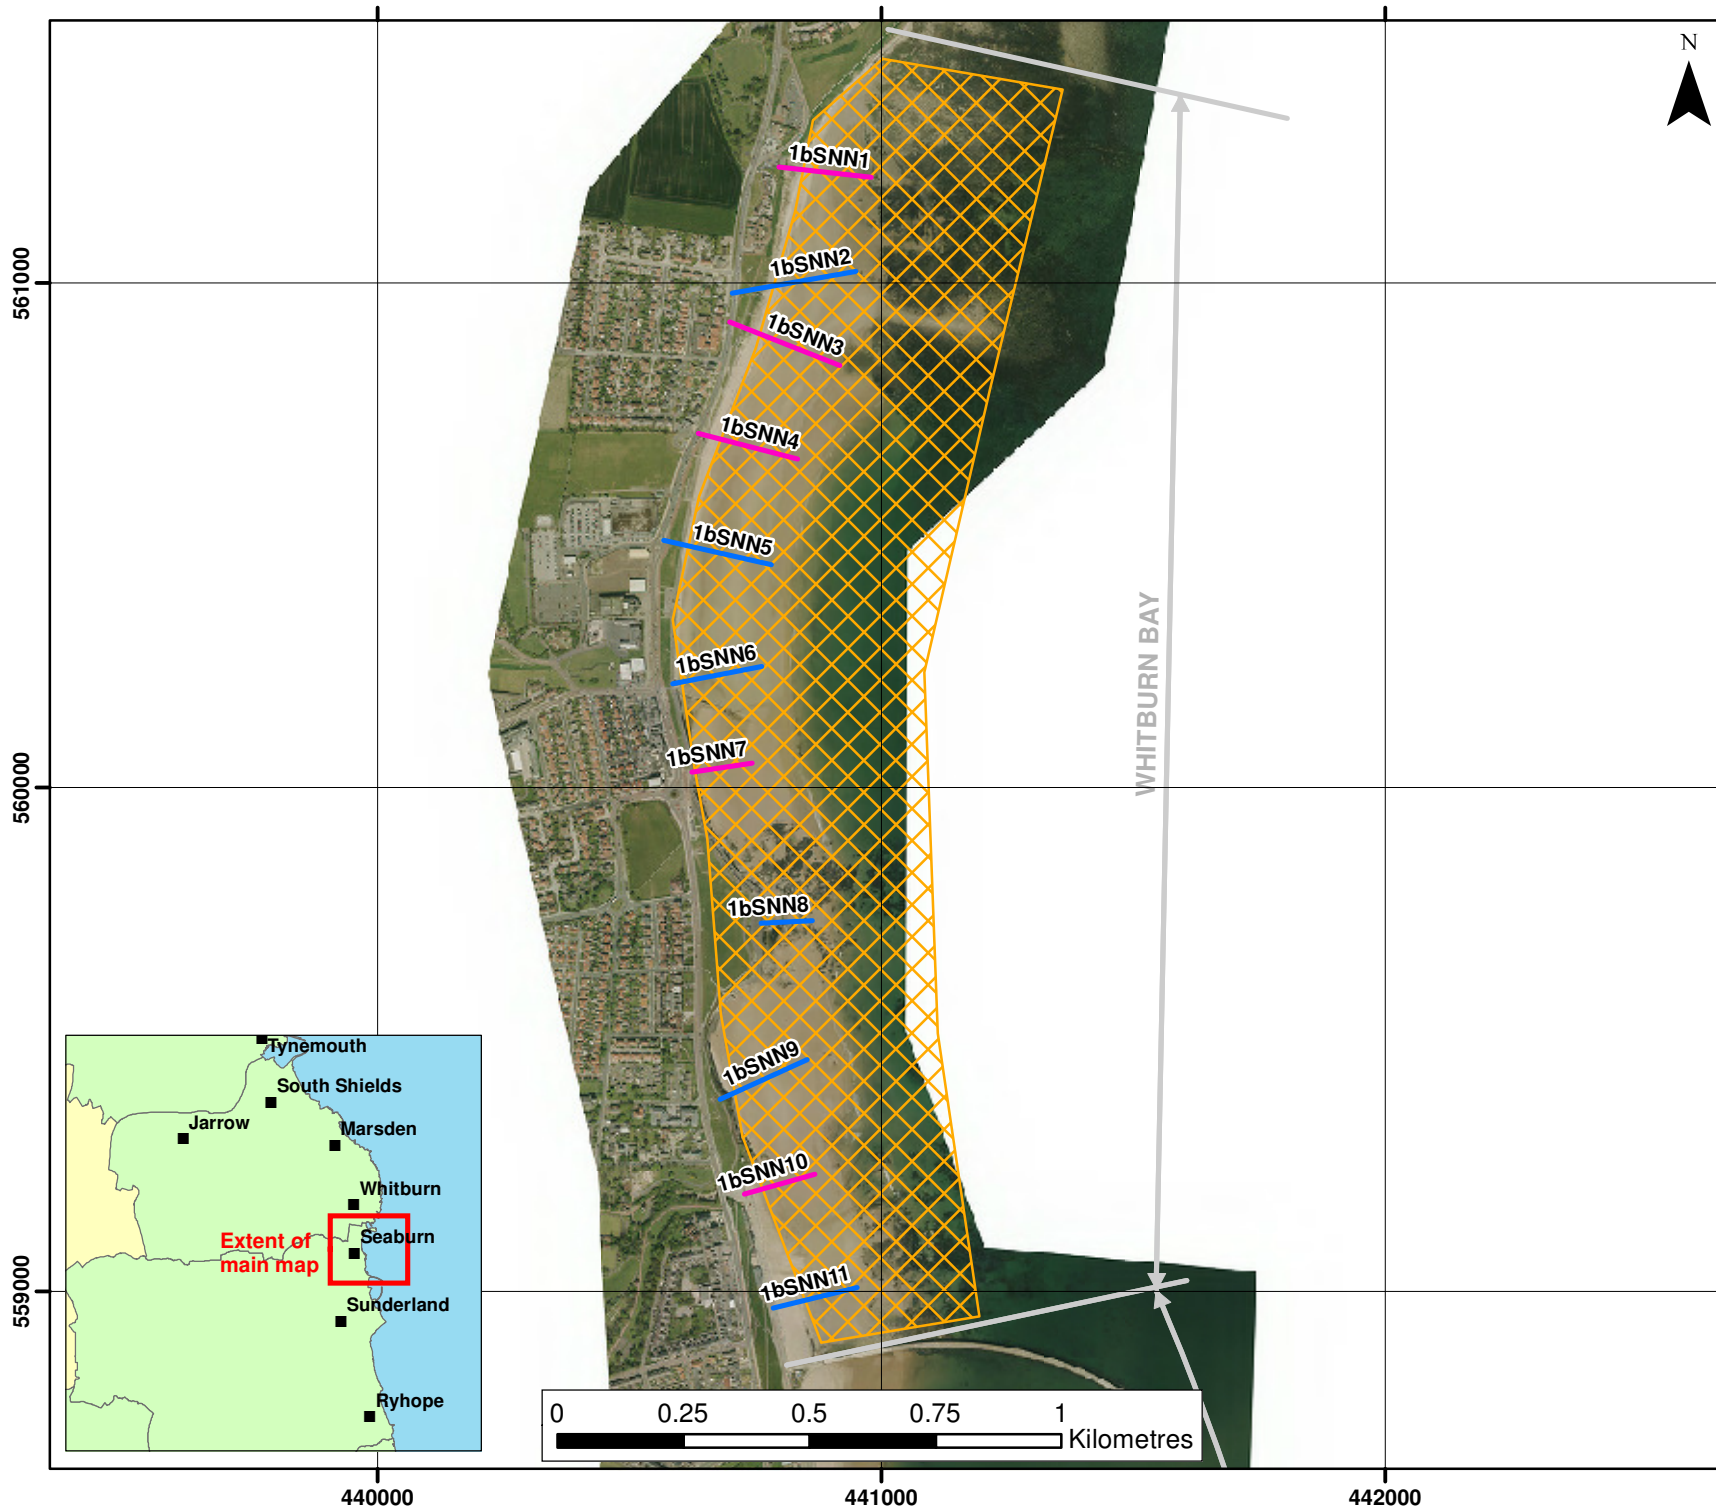 N
1bSNN1
561000
1bSNN2
1bSNN3
1bSNN4
1bSNN5
WHITBURN BAY
1bSNN6
1bSNN7
560000
1bSNN8
Tynemouth
South Shields
Jarrow
Marsden
Whitburn
Extent of
main map
Seaburn
Sunderland
Ryhope
1bSNN9
1bSNN10
559000
1bSNN11
0 0.25 0.5 0.75 1
Kilometres
440000 441000 442000